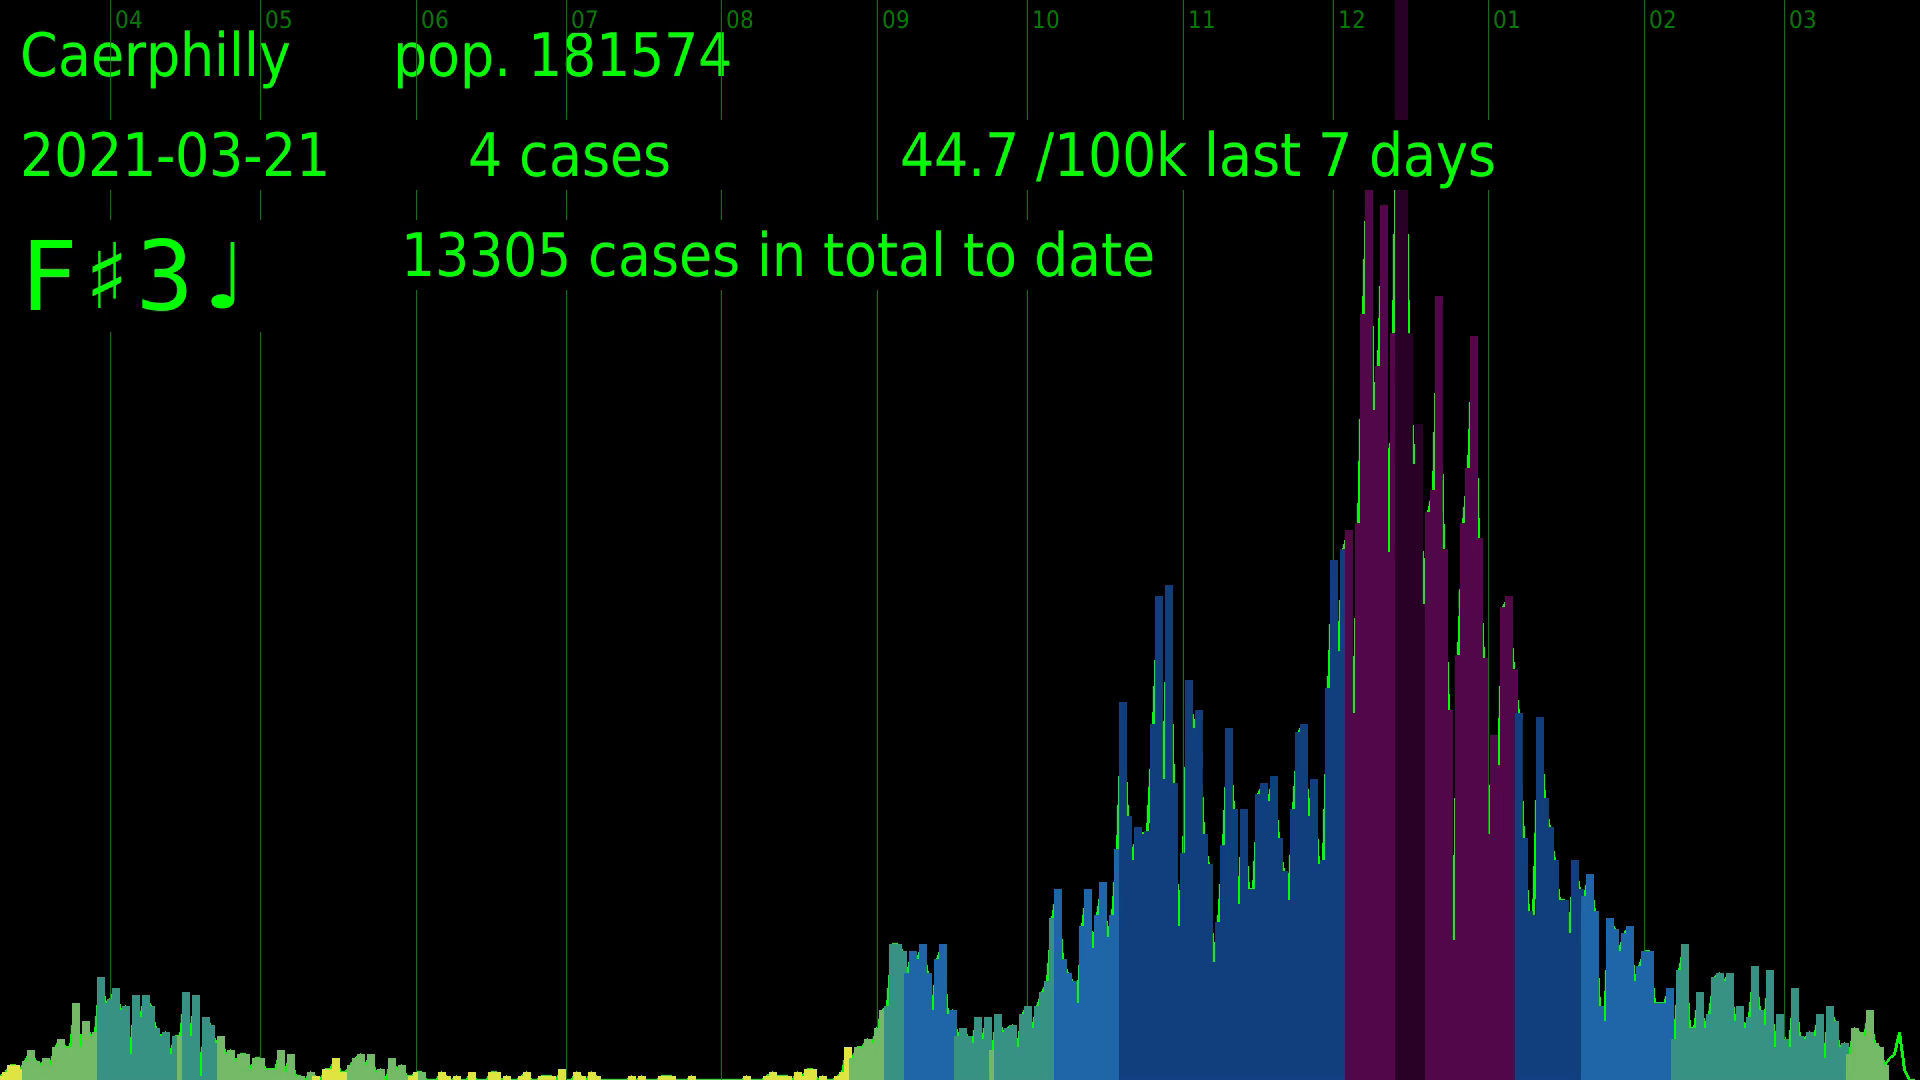 04 05 06 07 08 09 10 11 12 01 02 03
Caerphilly pop. 181574
2021-03-21 4 cases 44.7 /100k last 7 days
F♯3♩ 13305 cases in total to date